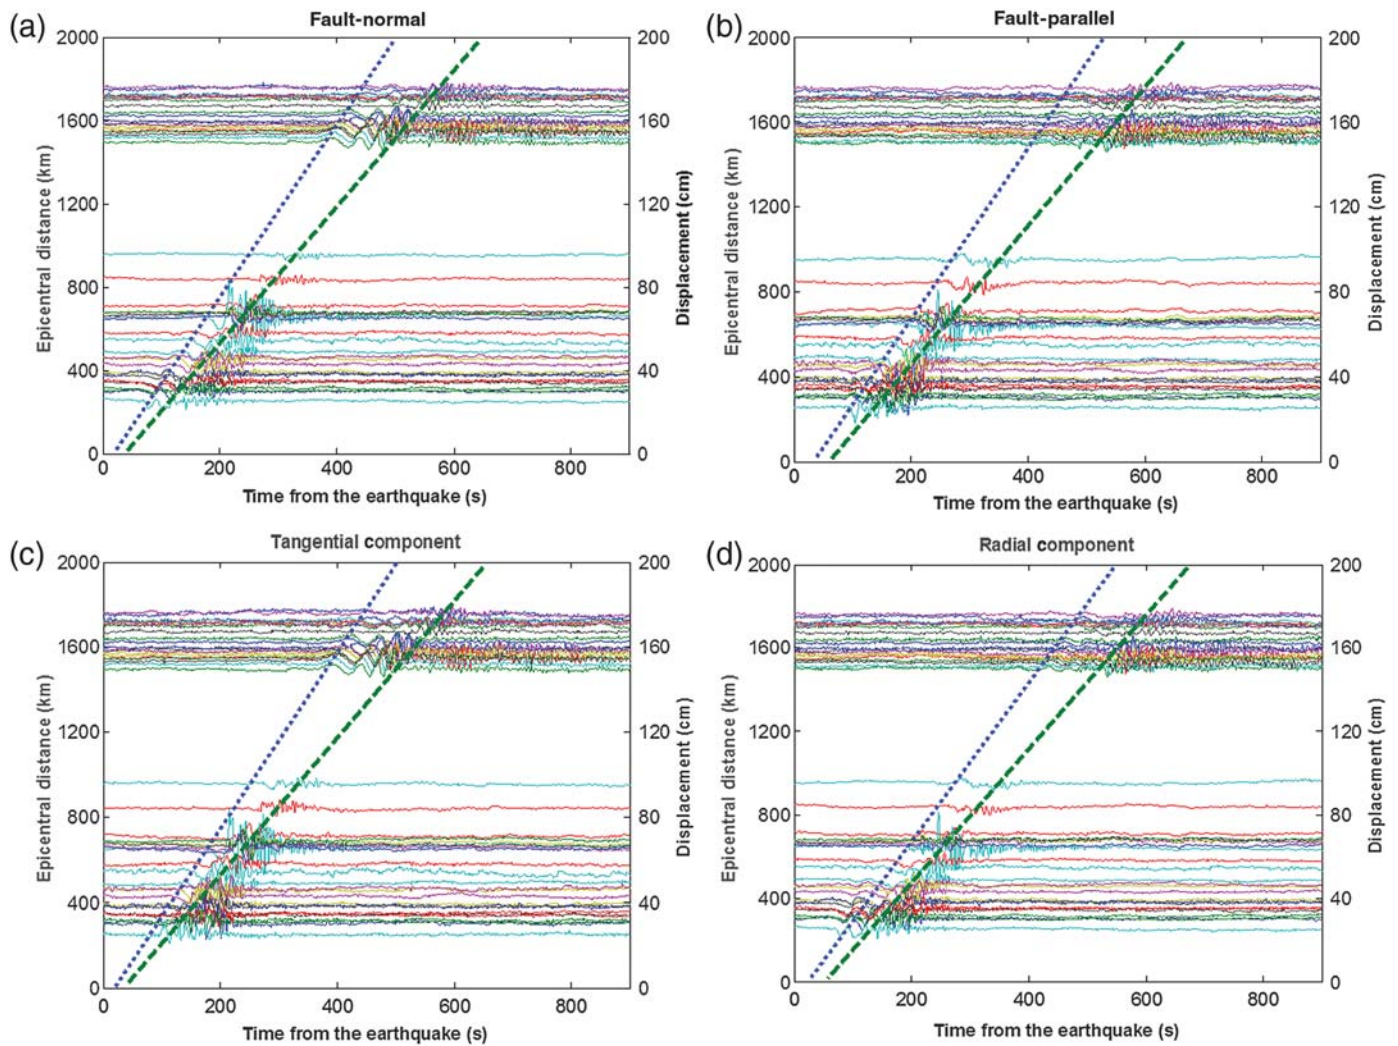 (a) Fault-normal
2000 200
1600 160
1200 120
800 80
400 40
0 0
0 200 400 600 800
Epicentral distance (km)
Displacement (cm)
Time from the earthquake (s)
(b) Fault-parallel
2000 200
1600 160
1200 120
800 80
400 40
0 0
0 200 400 600 800
Epicentral distance (km)
Displacement (cm)
Time from the earthquake (s)
(c) Tangential component
2000 200
1600 160
1200 120
800 80
400 40
0 0
0 200 400 600 800
Epicentral distance (km)
Displacement (cm)
Time from the earthquake (s)
(d) Radial component
2000 200
1600 160
1200 120
800 80
400 40
0 0
0 200 400 600 800
Epicentral distance (km)
Displacement (cm)
Time from the earthquake (s)